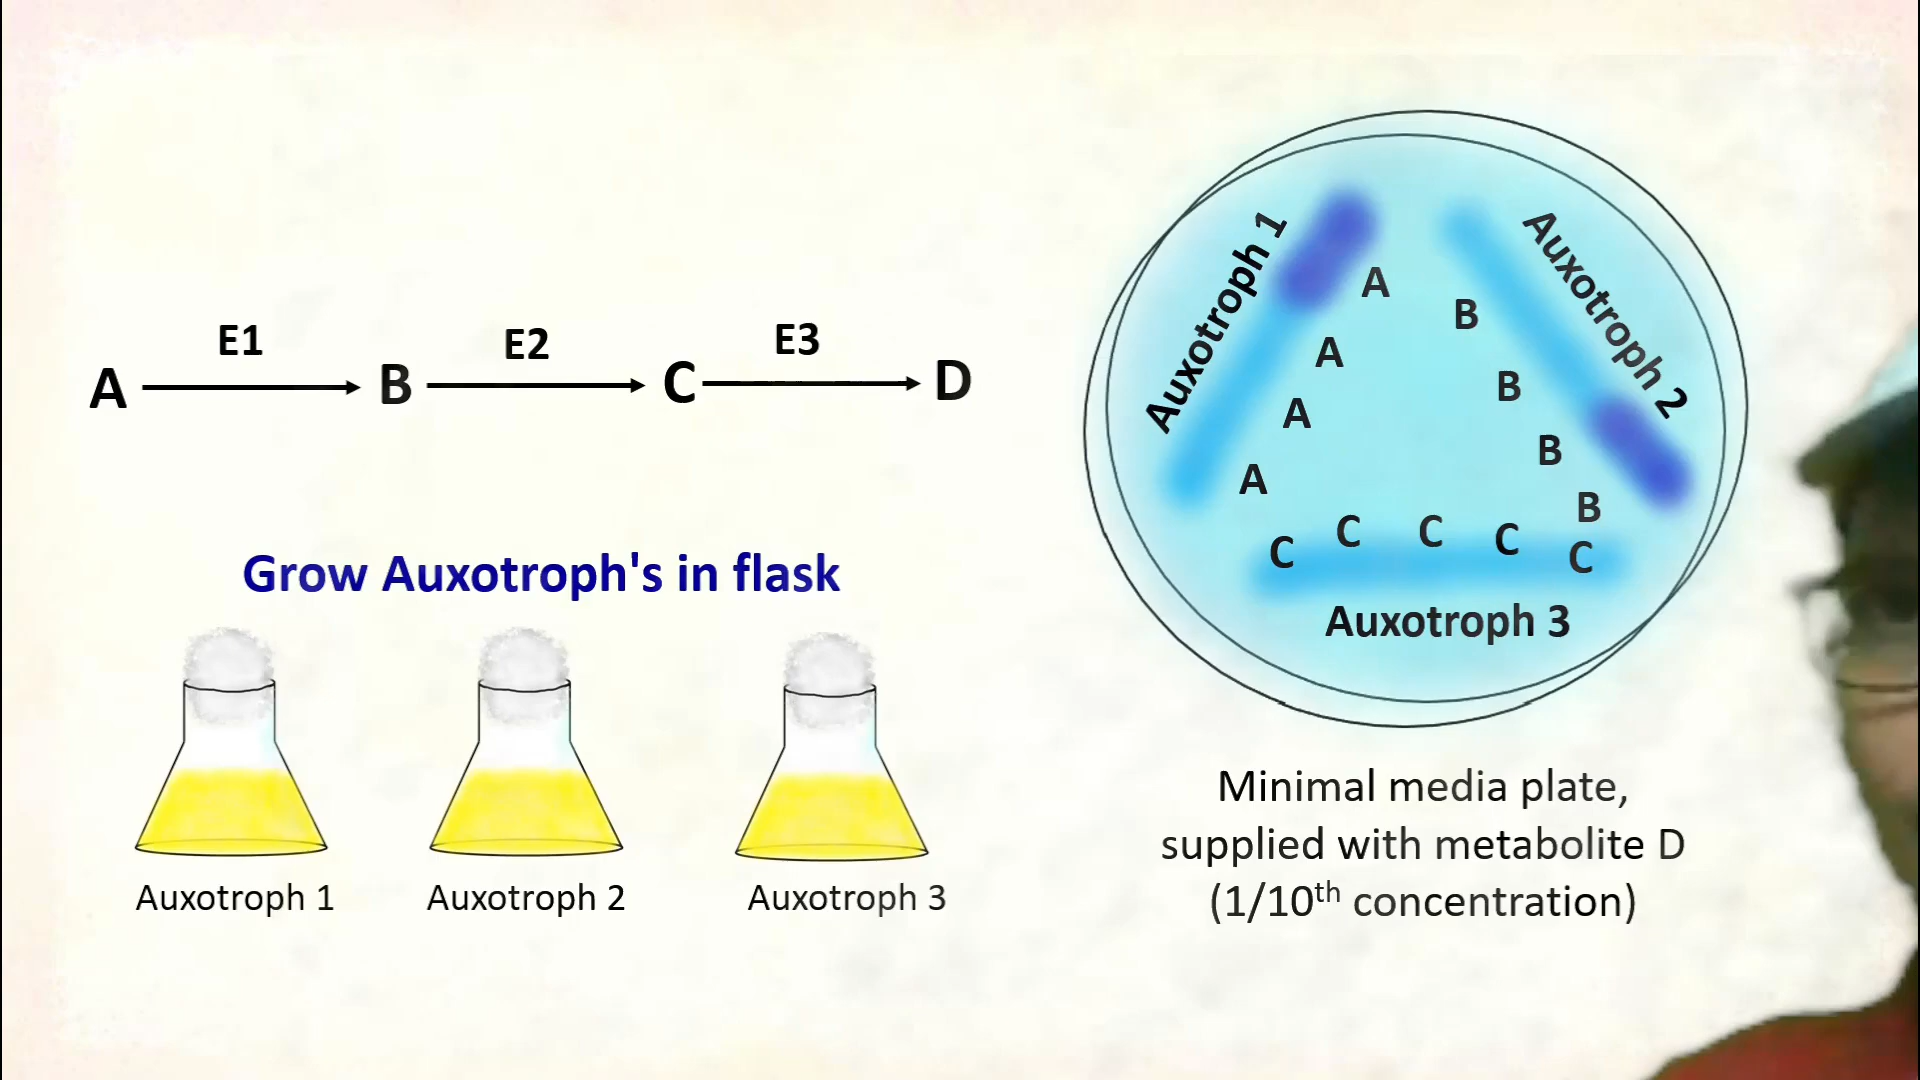 E1
E2
E3
A
B
C
D
Grow Auxotroph's in flask
Auxotroph 1
Auxotroph 2
Auxotroph 3
Auxotroph 1
Auxotroph 2
A
B
A
B
A
B
A
B
C
C
C
C
C
Auxotroph 3
Minimal media plate,
supplied with metabolite D
(1/10th concentration)